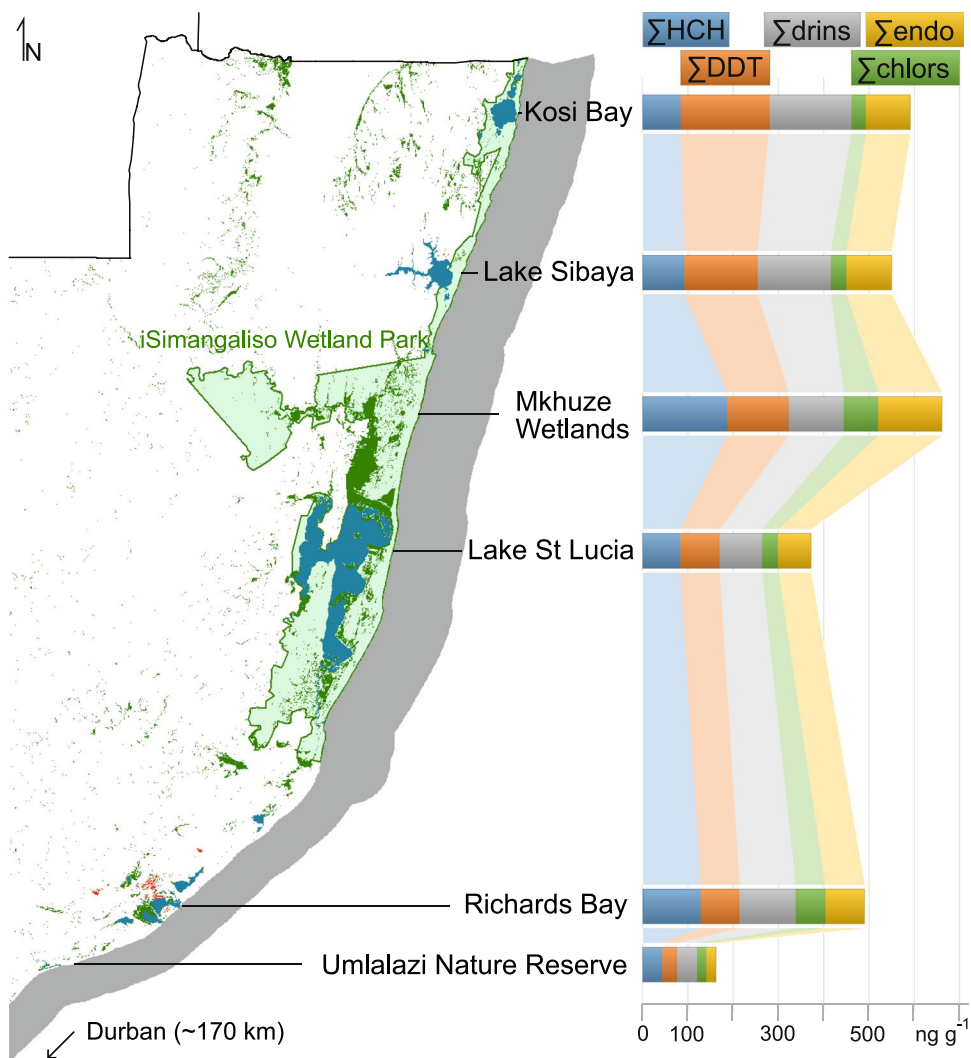 N
∑HCH
∑drins
∑endo
∑DDT
∑chlors
Kosi Bay
Lake Sibaya
iSimangaliso Wetland Park
Mkhuze
Wetlands
Lake St Lucia
Richards Bay
Umlalazi Nature Reserve
Durban (~170 km)
0 100 300 500 ng g⁻¹